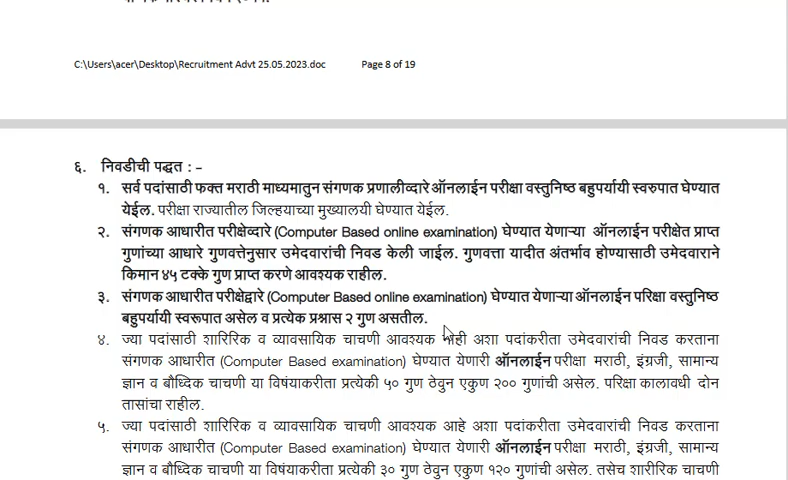 C:\Users\acer\Desktop\Recruitment Advt 25.05.2023.doc Page 8 of 19
६. निवडीची पद्धत : -
१. सर्व पदांसाठी फक्त मराठी माध्यमातुन संगणक प्रणालीव्दारे ऑनलाईन परीक्षा वस्तुनिष्ठ बहुपर्यायी स्वरुपात घेण्यात
येईल. परीक्षा राज्यातील जिल्हयाच्या मुख्यालयी घेण्यात येईल.
२. संगणक आधारीत परीक्षेव्दारे (Computer Based online examination) घेण्यात येणाऱ्या ऑनलाईन परीक्षेत प्राप्त
गुणांच्या आधारे गुणवत्तेनुसार उमेदवारांची निवड केली जाईल. गुणवत्ता यादीत अंतर्भाव होण्यासाठी उमेदवाराने
किमान ४५ टक्के गुण प्राप्त करणे आवश्यक राहील.
३. संगणक आधारीत परीक्षेद्वारे (Computer Based online examination) घेण्यात येणाऱ्या ऑनलाईन परिक्षा वस्तुनिष्ठ
बहुपर्यायी स्वरूपात असेल व प्रत्येक प्रश्नास २ गुण असतील.
४. ज्या पदांसाठी शारिरिक व व्यावसायिक चाचणी आवश्यक नाही अशा पदांकरीता उमेदवारांची निवड करताना
संगणक आधारीत (Computer Based examination) घेण्यात येणारी ऑनलाईन परीक्षा मराठी, इंग्रजी, सामान्य
ज्ञान व बौध्दिक चाचणी या विषंयाकरीता प्रत्येकी ५० गुण ठेवुन एकुण २०० गुणांची असेल. परिक्षा कालावधी दोन
तासांचा राहील.
५. ज्या पदांसाठी शारिरिक व व्यावसायिक चाचणी आवश्यक आहे अशा पदांकरीता उमेदवारांची निवड करताना
संगणक आधारीत (Computer Based examination) घेण्यात येणारी ऑनलाईन परीक्षा मराठी, इंग्रजी, सामान्य
ज्ञान व बौध्दिक चाचणी या विषंयाकरीता प्रत्येकी ३० गुण ठेवुन एकुण १२० गुणांची असेल. तसेच शारीरिक चाचणी